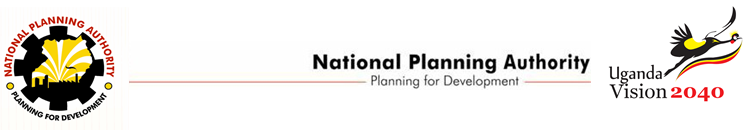 NATIONAL PLANNING AUTHORITY
PLANNING FOR DEVELOPMENT
National Planning Authority
Planning for Development
Uganda
Vision 2040